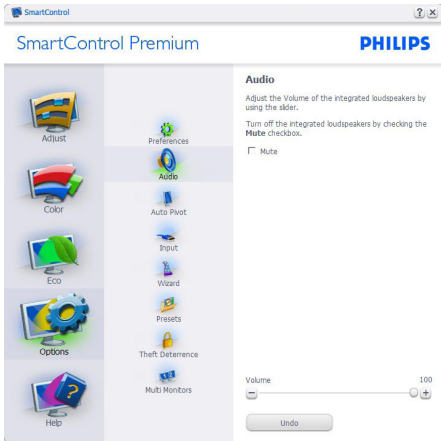 SmartControl
SmartControl Premium
PHILIPS
Adjust
Color
Eco
Options
Help
Preferences
Audio
Auto Pivot
Input
Wizard
Presets
Theft Deterrence
Multi Monitors
Audio
Adjust the Volume of the integrated loudspeakers by
using the slider.
Turn off the integrated loudspeakers by checking the
Mute checkbox.
Mute
Volume 100
Undo